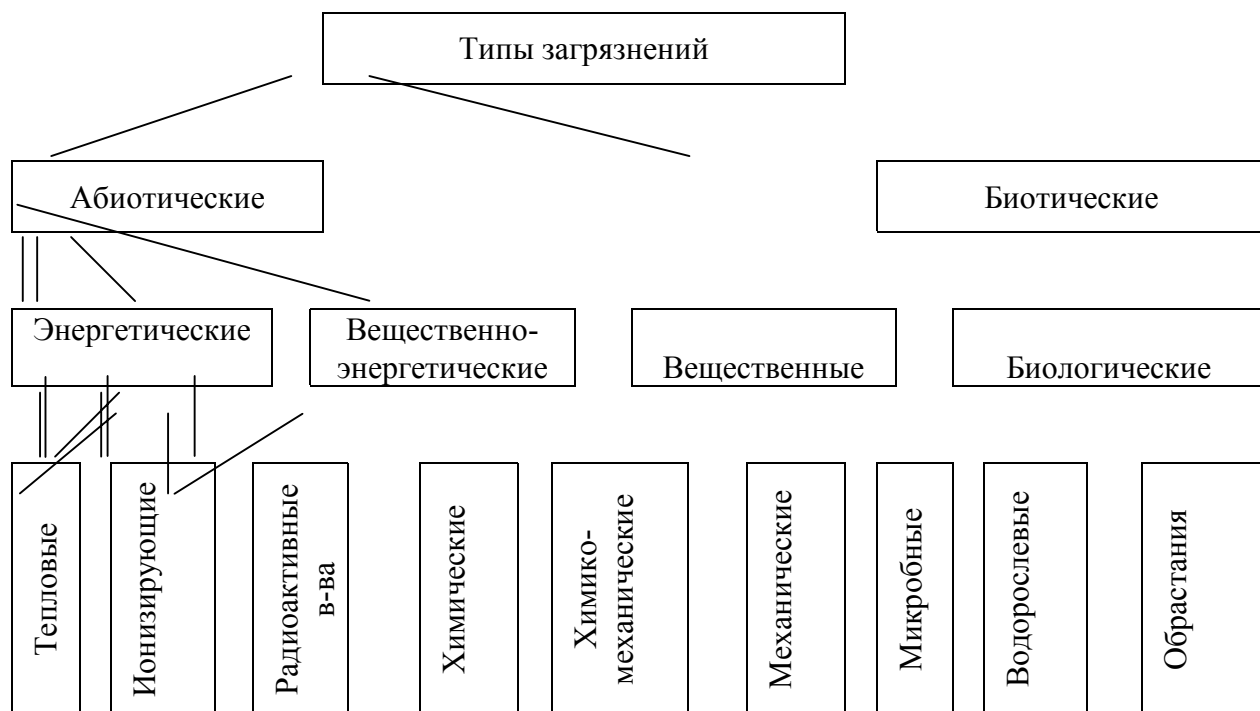 Типы загрязнений
Абиотические
Биотические
Энергетические
Вещественно-
энергетические
Вещественные
Биологические
Тепловые
Ионизирующие
Радиоактивные
в-ва
Химические
Химико-
механические
Механические
Микробные
Водорослевые
Обрастания